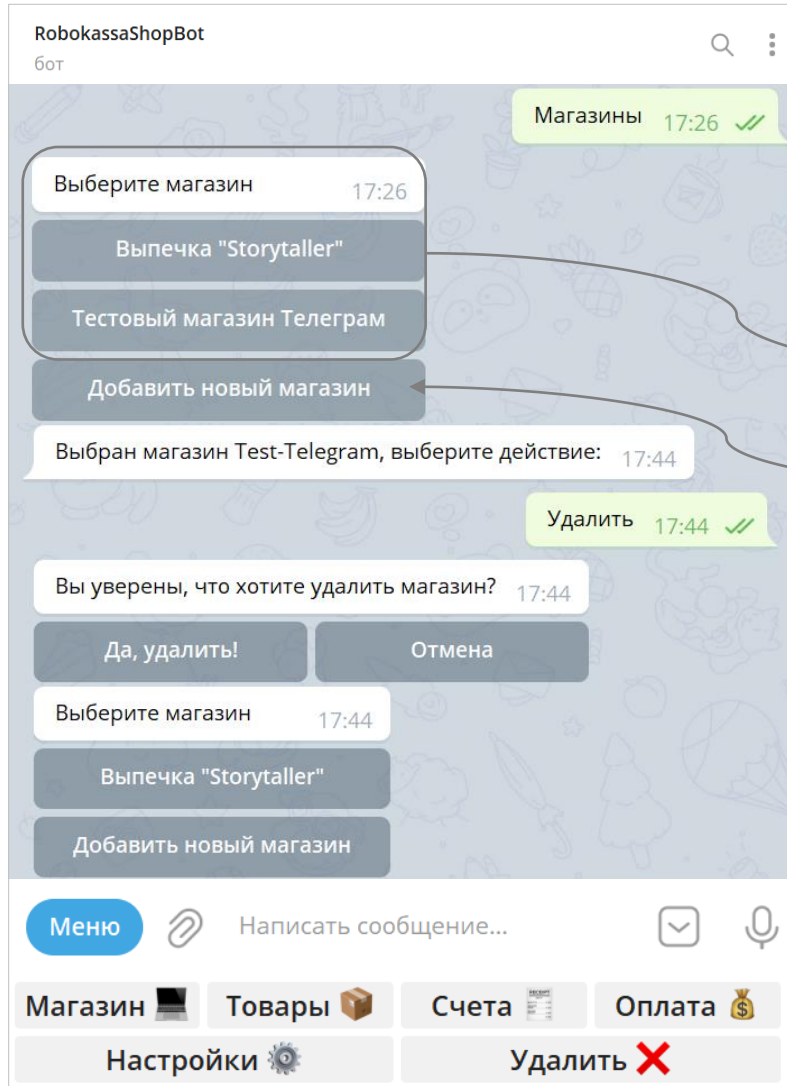 RobokassaShopBot
бот
Магазины 17:26
Выберите магазин 17:26
Выпечка "Storytaller"
Тестовый магазин Телеграм
Добавить новый магазин
Выбран магазин Test-Telegram, выберите действие: 17:44
Удалить 17:44
Вы уверены, что хотите удалить магазин? 17:44
Да, удалить! Отмена
Выберите магазин 17:44
Выпечка "Storytaller"
Добавить новый магазин
Меню Написать сообщение...
Магазин Товары Счета Оплата
Настройки Удалить